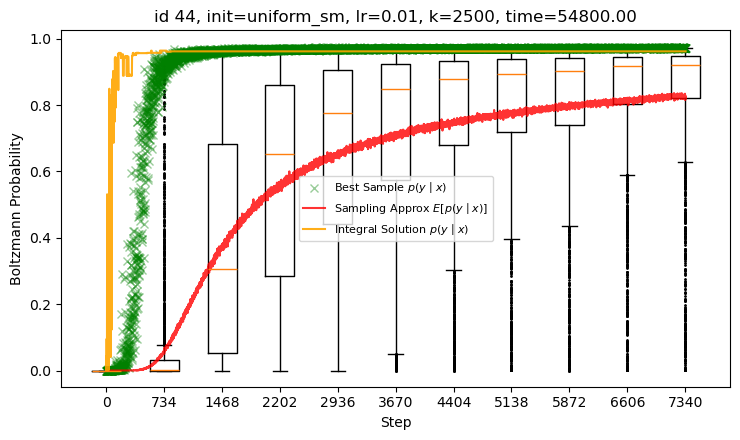 id 44, init=uniform_sm, lr=0.01, k=2500, time=54800.00
Boltzmann Probability
1.0
0.8
0.6
0.4
0.2
0.0
Best Sample p(y | x)
Sampling Approx E[p(y | x)]
Integral Solution p(y | x)
0 734 1468 2202 2936 3670 4404 5138 5872 6606 7340
Step